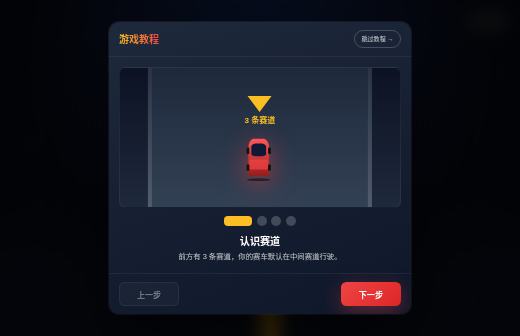 游戏教程
跳过教程 →
3 条赛道
认识赛道
前方有 3 条赛道，你的赛车默认在中间赛道行驶。
上一步
下一步